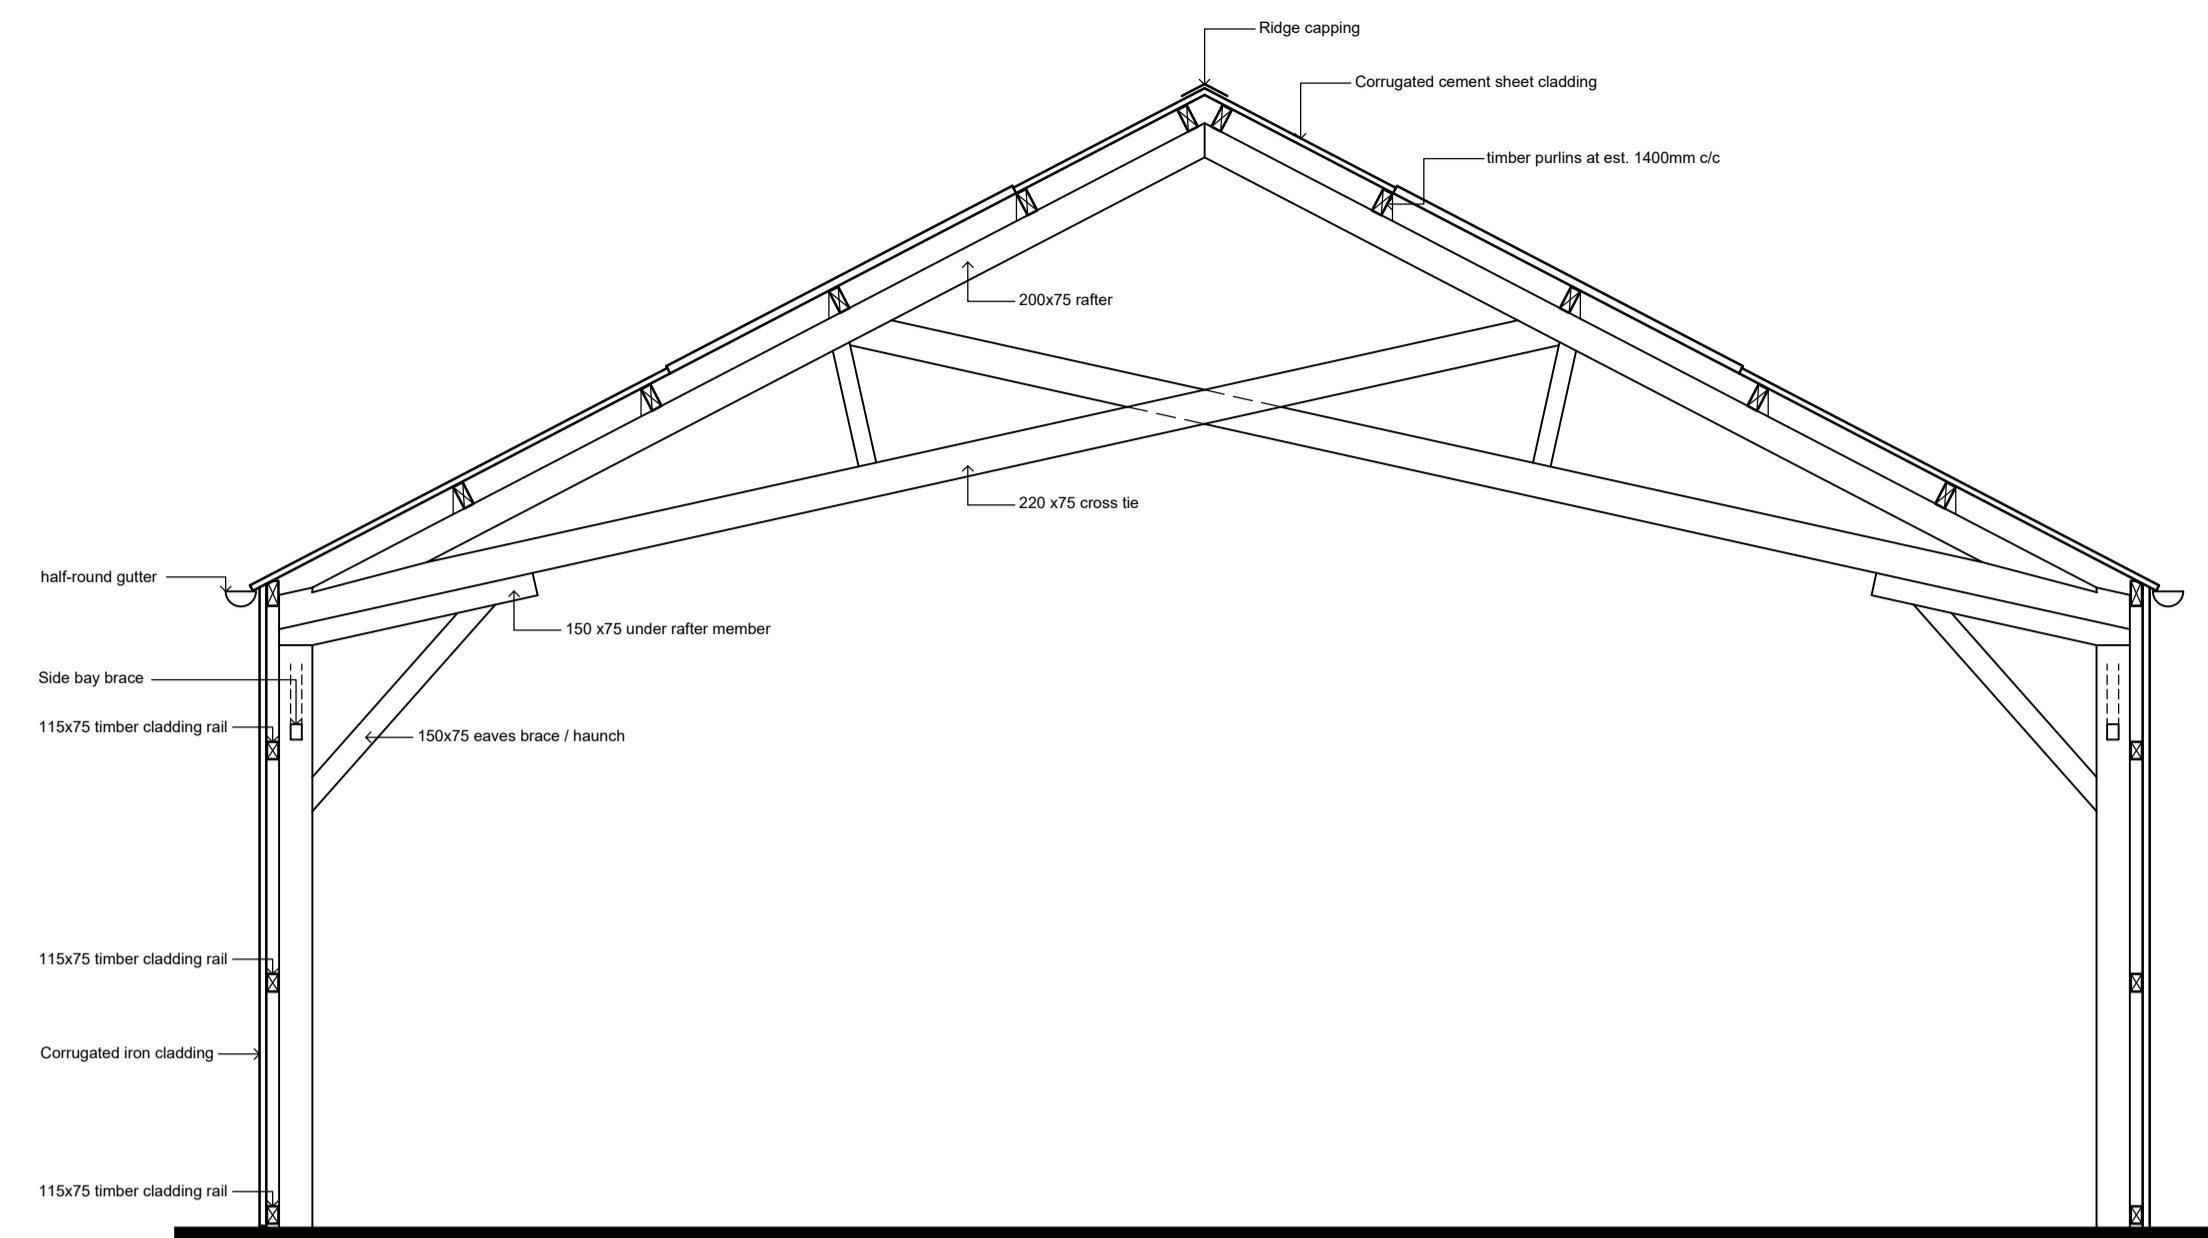 Ridge capping
Corrugated cement sheet cladding
timber purlins at est. 1400mm c/c
200x75 rafter
220 x75 cross tie
half-round gutter
150 x75 under rafter member
Side bay brace
115x75 timber cladding rail
150x75 eaves brace / haunch
115x75 timber cladding rail
Corrugated iron cladding
115x75 timber cladding rail